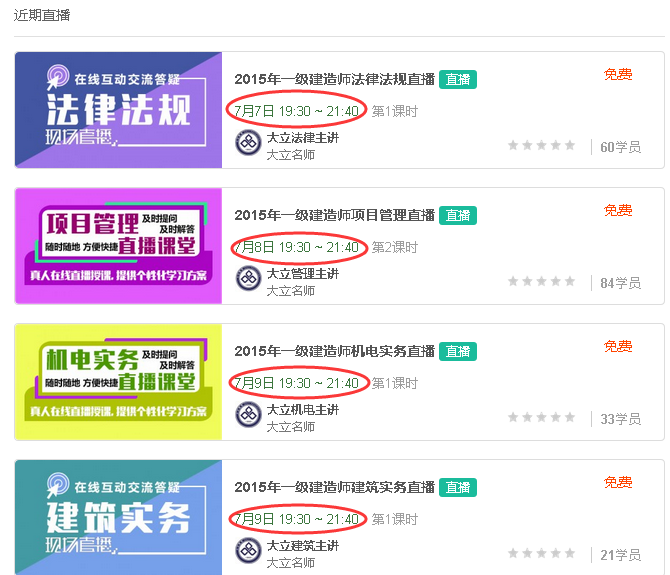 近期直播
在线互动交流答疑
法律法规
现场直播
2015年一级建造师法律法规直播 直播
免费
7月7日 19:30 ~ 21:40 第1课时
大立法律主讲
大立名师
60学员
项目管理 及时提问
及时解答
随时随地 方便快捷 直播课堂
真人在线直播授课, 提供个性化学习方案
2015年一级建造师项目管理直播 直播
免费
7月8日 19:30 ~ 21:40 第2课时
大立管理主讲
大立名师
84学员
机电实务 及时提问
及时解答
随时随地 方便快捷 直播课堂
真人在线直播授课, 提供个性化学习方案
2015年一级建造师机电实务直播 直播
免费
7月9日 19:30 ~ 21:40 第1课时
大立机电主讲
大立名师
33学员
在线互动交流答疑
建筑实务
现场直播
2015年一级建造师建筑实务直播 直播
免费
7月9日 19:30 ~ 21:40 第1课时
大立建筑主讲
大立名师
21学员